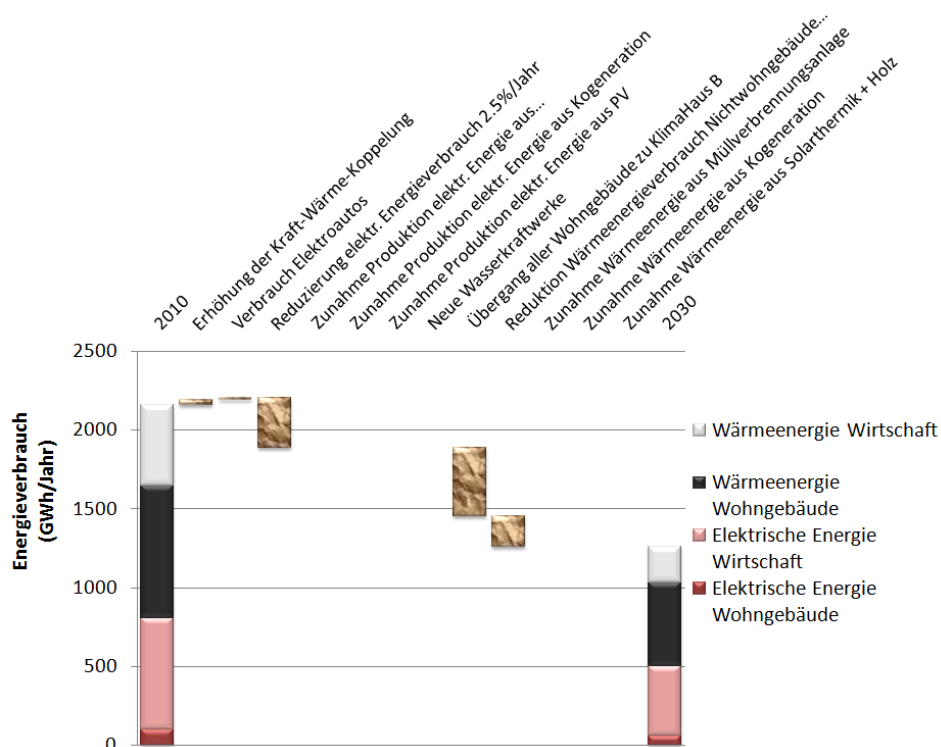 2010
Erhöhung der Kraft-Wärme-Koppelung
Verbrauch Elektroautos
Reduzierung elektr. Energieverbrauch 2.5%/Jahr
Zunahme Produktion elektr. Energie aus...
Zunahme Produktion elektr. Energie aus Kogeneration
Zunahme Produktion elektr. Energie aus PV
Neue Wasserkraftwerke
Übergang aller Wohngebäude zu KlimaHaus B
Reduktion Wärmeenergieverbrauch Nichtwohngebäude...
Zunahme Wärmeenergie aus Müllverbrennungsanlage
Zunahme Wärmeenergie aus Kogeneration
Zunahme Wärmeenergie aus Solarthermik + Holz
2030
Energieverbrauch
(GWh/Jahr)
2500
2000
1500
1000
500
0
Wärmeenergie Wirtschaft
Wärmeenergie
Wohngebäude
Elektrische Energie
Wirtschaft
Elektrische Energie
Wohngebäude